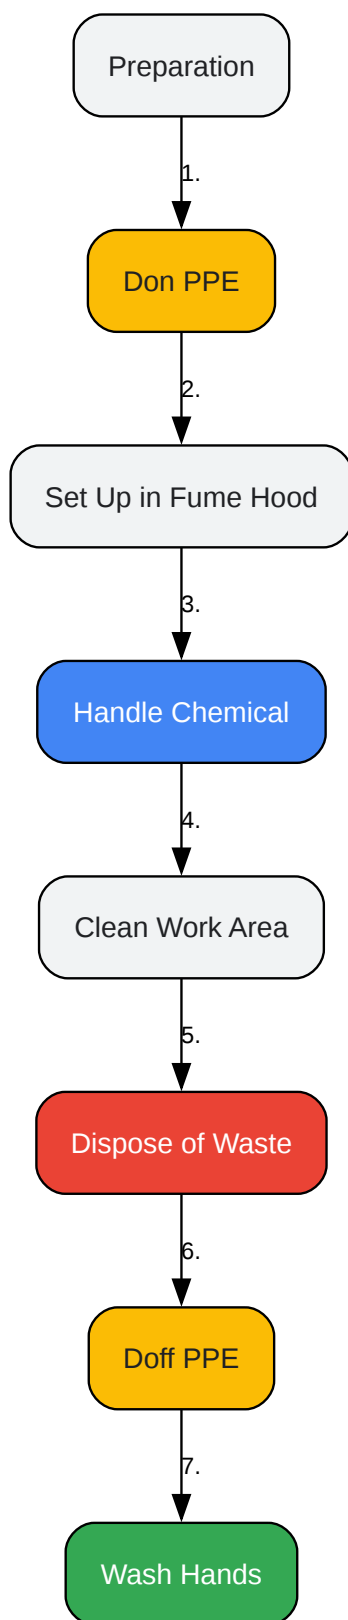 Preparation
1.
Don PPE
2.
Set Up in Fume Hood
3.
Handle Chemical
4.
Clean Work Area
5.
Dispose of Waste
6.
Doff PPE
7.
Wash Hands